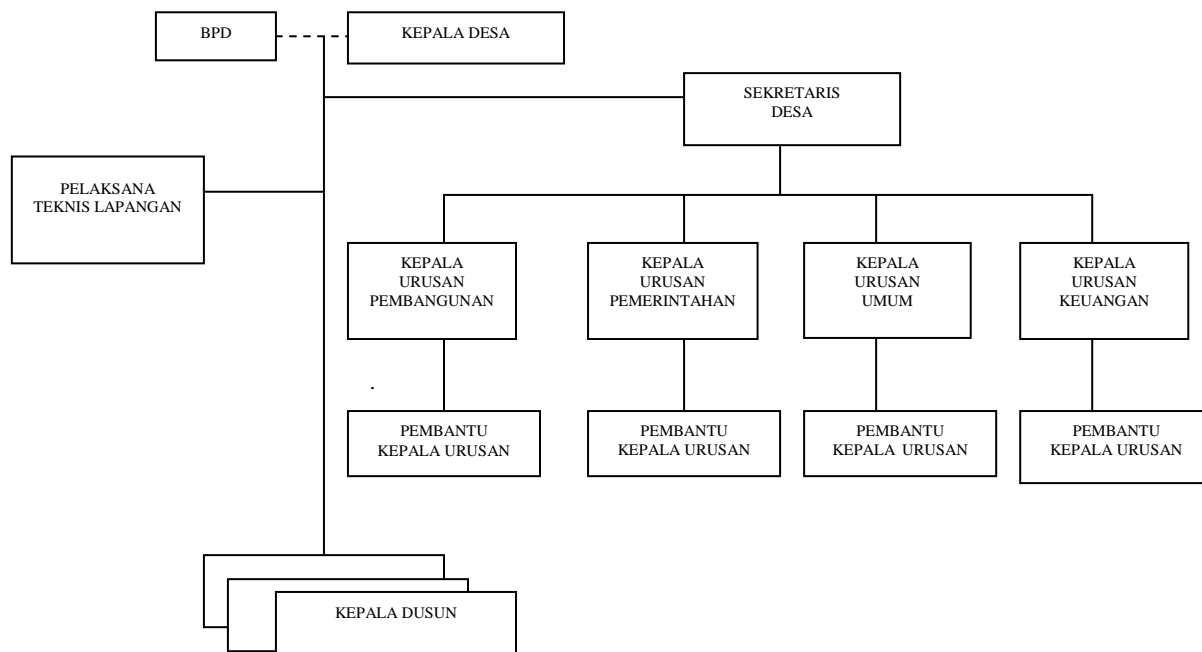 BPD
KEPALA DESA
SEKRETARIS
DESA
PELAKSANA
TEKNIS LAPANGAN
KEPALA
URUSAN
PEMBANGUNAN
KEPALA
URUSAN
PEMERINTAHAN
KEPALA
URUSAN
UMUM
KEPALA
URUSAN
KEUANGAN
.
PEMBANTU
KEPALA URUSAN
PEMBANTU
KEPALA URUSAN
PEMBANTU
KEPALA URUSAN
PEMBANTU
KEPALA URUSAN
KEPALA DUSUN